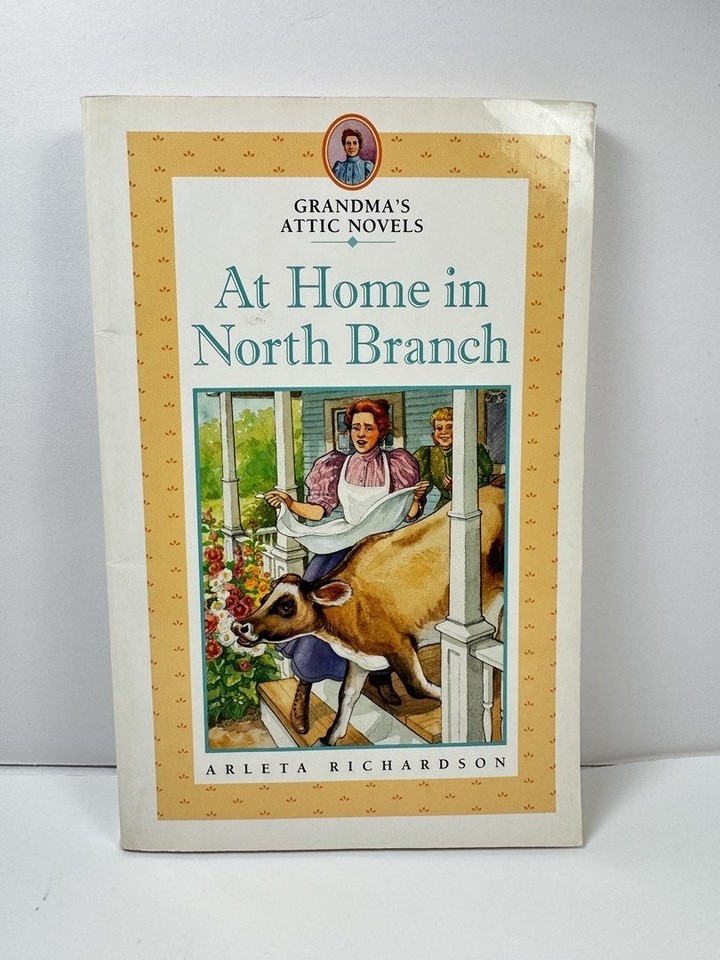 GRANDMA'S
ATTIC NOVELS
At Home in
North Branch
ARLETA RICHARDSON